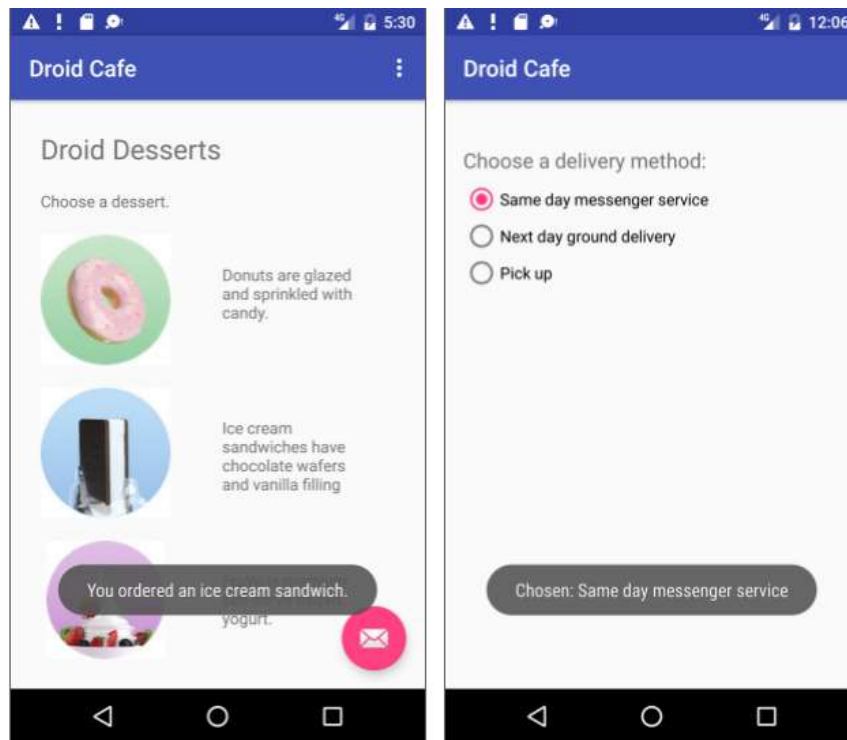 4G 5:30
Droid Cafe
Droid Desserts
Choose a dessert.
Donuts are glazed
and sprinkled with
candy.
Ice cream
sandwiches have
chocolate wafers
and vanilla filling
You ordered an ice cream sandwich.
yogurt.
4G 12:06
Droid Cafe
Choose a delivery method:
Same day messenger service
Next day ground delivery
Pick up
Chosen: Same day messenger service